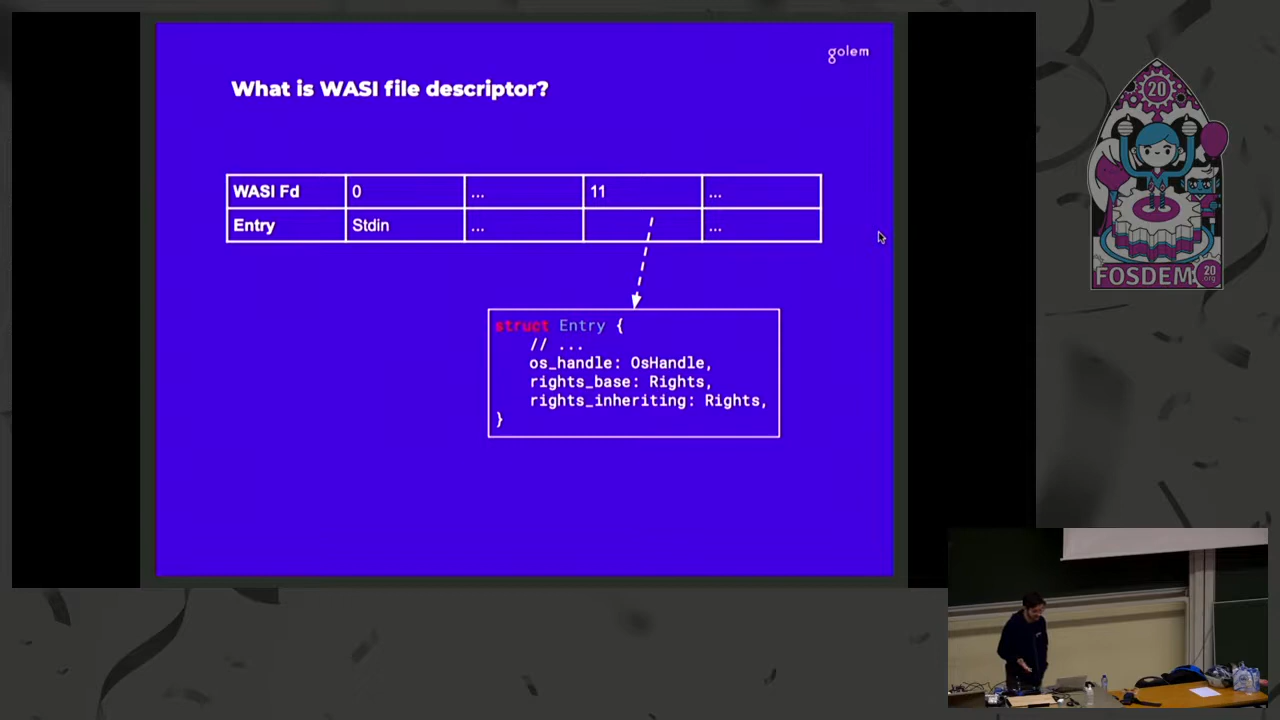 golem
What is WASI file descriptor?
WASI Fd 0 ... 11 ...
Entry Stdin ... ...
struct Entry {
// ...
os_handle: OsHandle,
rights_base: Rights,
rights_inheriting: Rights,
}
20
FOSDEM 20
.org